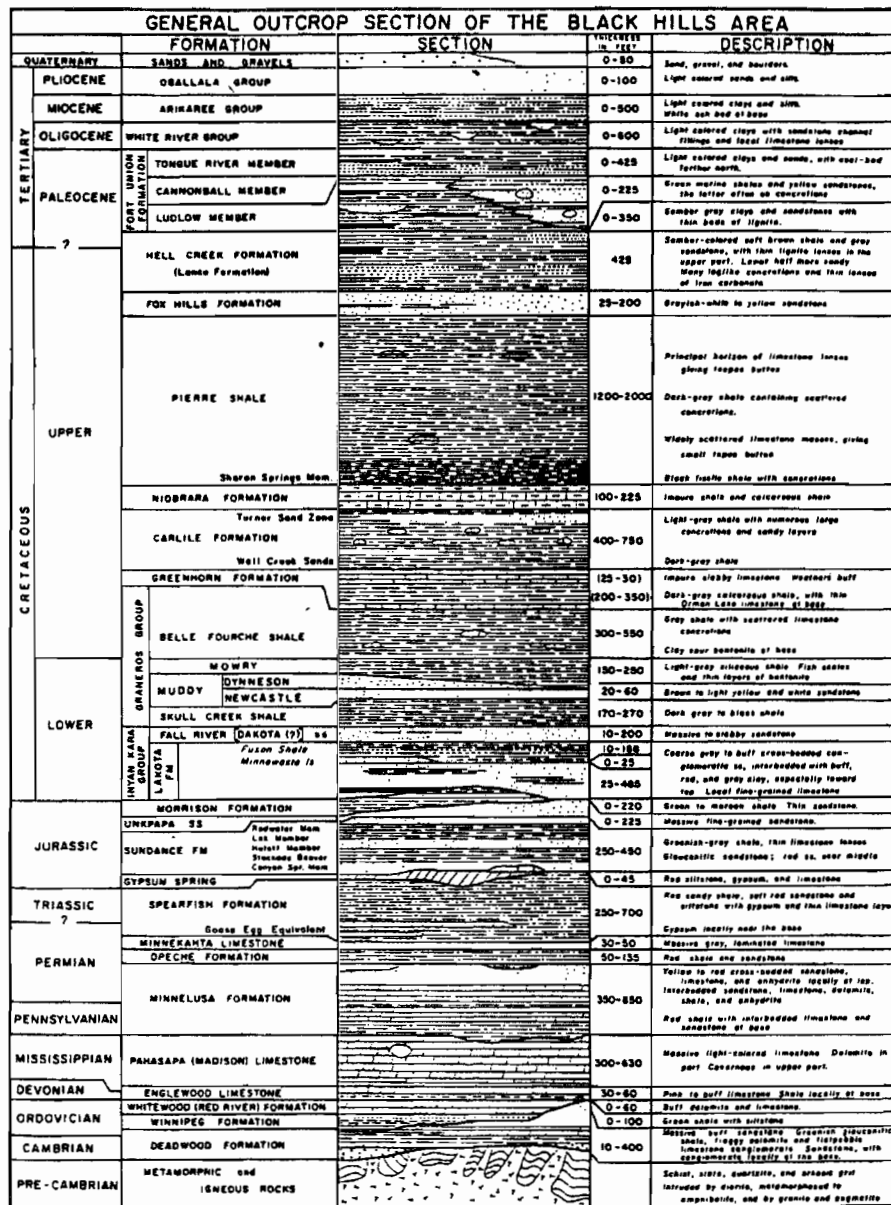 GENERAL OUTCROP SECTION OF THE BLACK HILLS AREA
FORMATION SECTION THICKNESS IN FEET DESCRIPTION
QUATERNARY SANDS AND GRAVELS 0-50 Sand, gravel, and boulders
TERTIARY
PLIOCENE OGALLALA GROUP 0-100 Light colored sands and silts
MIOCENE ARIKAREE GROUP 0-500 Light colored clays and silts
White ash bed at base
OLIGOCENE WHITE RIVER GROUP 0-600 Light colored clays with sandstone channel
fillings and local limestone lenses
PALEOCENE
FORT UNION FORMATION
TONGUE RIVER MEMBER 0-425 Light colored clays and sands, with coal-bed
farther north.
CANNONBALL MEMBER 0-225 Green marine shales and yellow sandstones,
the latter often as concretions
LUDLOW MEMBER 0-350 Somber gray clays and sandstones with
thin beds of lignite.
?
CRETACEOUS
UPPER
HELL CREEK FORMATION
(Lance Formation)
425
Somber-colored soft brown shale and gray
sandstone, with thin lignite lenses in the
upper part. Lower half more sandy
Many loglike concretions and thin lenses
of iron carbonate
FOX HILLS FORMATION 25-200 Grayish-white to yellow sandstone
PIERRE SHALE 1200-2000
Principal horizon of limestone lenses
giving teepee buttes
Dark-gray shale containing scattered
concretions.
Widely scattered limestone masses, giving
small tepee buttes
Sharon Springs Mem. Black fissile shale with concretions
NIOBRARA FORMATION 100-225 Impure chalk and calcareous shale
Turner Sand Zone
CARLILE FORMATION 400-750
Light-gray shale with numerous large
concretions and sandy layers
Wall Creek Sands Dark-gray shale
GREENHORN FORMATION (25-30) Impure slabby limestone Weathers buff
(200-350) Dark-gray calcareous shale, with thin
Orman Lake limestone at base
GRANEROS GROUP
BELLE FOURCHE SHALE 300-550
Gray shale with scattered limestone
concretions
Clay spur bentonite at base
LOWER
MOWRY 150-250 Light-gray siliceous shale Fish scales
and thin layers of bentonite
MUDDY
DYNNESON
NEWCASTLE 20-60 Brown to light yellow and white sandstone
SKULL CREEK SHALE 170-270 Dark gray to black shale
INYAN KARA GROUP
FALL RIVER [DAKOTA (?)] ss 10-200 Massive to slabby sandstone
LAKOTA FM
Fuson Shale 10-188
Minnewaste ls 0-25
25-485
Coarse gray to buff cross-bedded con-
glomeratic ss, interbedded with buff,
red, and gray clay, especially toward
top Local fine-grained limestone
MORRISON FORMATION 0-220 Green to maroon shale Thin sandstone.
JURASSIC
UNKPAPA SS 0-225 Massive fine-grained sandstone.
SUNDANCE FM
Redwater Mem
Lak Member
Hulett Member
Stockade Beaver
Canyon Spr. Mem
250-450
Greenish-gray shale, thin limestone lenses
Glauconitic sandstone; red ss. near middle
GYPSUM SPRING 0-45 Red siltstone, gypsum, and limestone
TRIASSIC
?
SPEARFISH FORMATION 250-700
Red sandy shale, soft red sandstone and
siltstone with gypsum and thin limestone laye
Goose Egg Equivalent Gypsum locally near the base
PERMIAN
MINNEKAHTA LIMESTONE 30-50 Massive gray, laminated limestone
OPECHE FORMATION 50-135 Red shale and sandstone
MINNELUSA FORMATION 350-850
Yellow to red cross-bedded sandstone,
limestone, and anhydrite locally at top.
Interbedded sandstone, limestone, dolomite,
shale, and anhydrite
PENNSYLVANIAN
Red shale with interbedded limestone and
sandstone at base
MISSISSIPPIAN PAHASAPA (MADISON) LIMESTONE 300-630 Massive light-colored limestone Dolomite in
part Cavernous in upper part.
DEVONIAN ENGLEWOOD LIMESTONE 30-60 Pink to buff limestone Shale locally at base
ORDOVICIAN
WHITEWOOD (RED RIVER) FORMATION 0-60 Buff dolomite and limestone.
WINNIPEG FORMATION 0-100 Green shale with siltstone
CAMBRIAN DEADWOOD FORMATION 10-400
Massive buff sandstone Greenish glauconitic
shale, flaggy dolomite and flatpebble
limestone conglomerate Sandstone, with
conglomerate locally at the base.
PRE-CAMBRIAN
METAMORPHIC and
IGNEOUS ROCKS
Schist, slate, quartzite, and arkosic grit
Intruded by diorite, metamorphosed to
amphibolite, and by granite and pegmatite